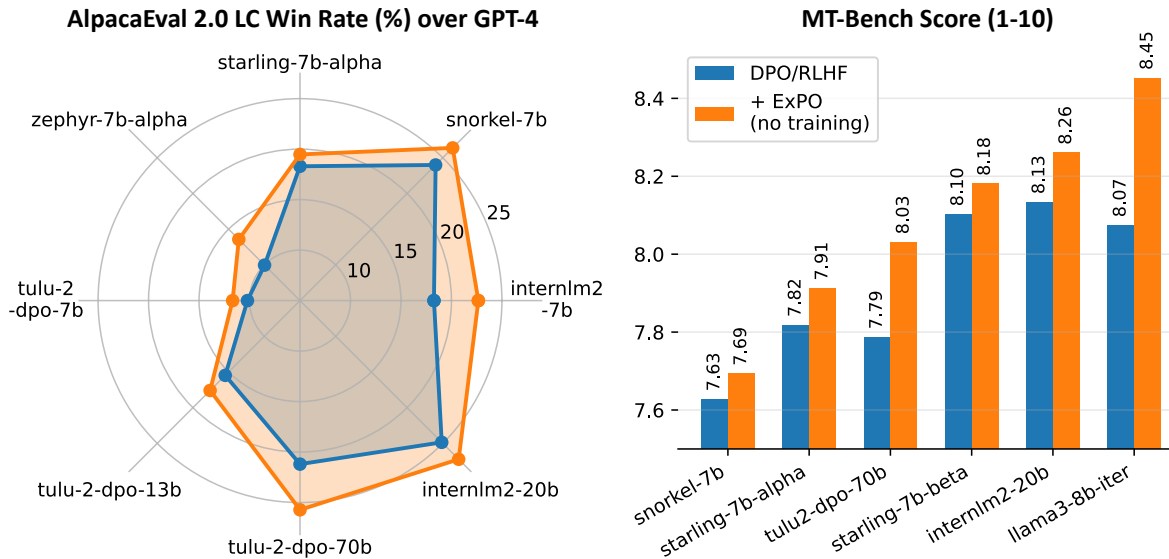 AlpacaEval 2.0 LC Win Rate (%) over GPT-4
starling-7b-alpha
zephyr-7b-alpha
snorkel-7b
25
20
15
10
tulu-2
-dpo-7b
internlm2
-7b
tulu-2-dpo-13b
internlm2-20b
tulu-2-dpo-70b
MT-Bench Score (1-10)
DPO/RLHF
+ ExPO
(no training)
8.4
8.2
8.0
7.8
7.6
7.63
7.69
7.82
7.91
7.79
8.03
8.10
8.18
8.13
8.26
8.07
8.45
snorkel-7b
starling-7b-alpha
tulu2-dpo-70b
starling-7b-beta
internlm2-20b
llama3-8b-iter